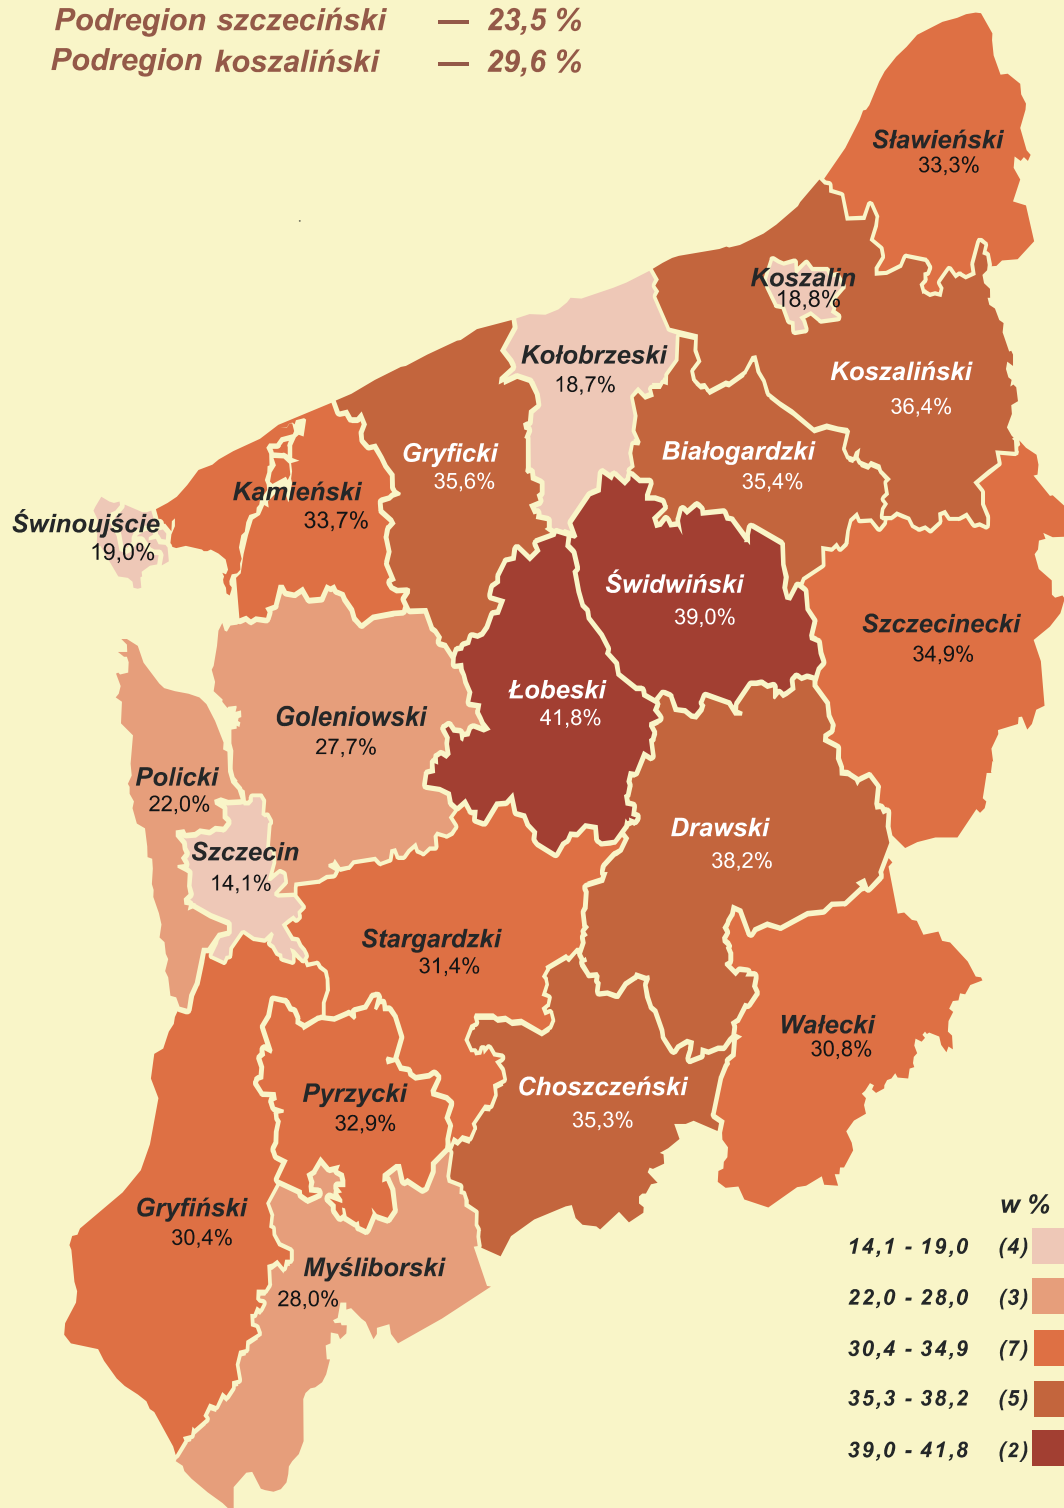 Podregion szczeciński — 23,5 %
Podregion koszaliński — 29,6 %
Sławieński
33,3%
Koszalin
18,8%
Kołobrzeski
18,7%
Koszaliński
36,4%
Gryficki
35,6%
Białogardzki
35,4%
Kamieński
33,7%
Świnoujście
19,0%
Świdwiński
39,0%
Szczecinecki
34,9%
Łobeski
41,8%
Goleniowski
27,7%
Policki
22,0%
Drawski
38,2%
Szczecin
14,1%
Stargardzki
31,4%
Wałecki
30,8%
Choszczeński
35,3%
Pyrzycki
32,9%
Gryfiński
30,4%
Myśliborski
28,0%
w %
14,1 - 19,0 (4)
22,0 - 28,0 (3)
30,4 - 34,9 (7)
35,3 - 38,2 (5)
39,0 - 41,8 (2)